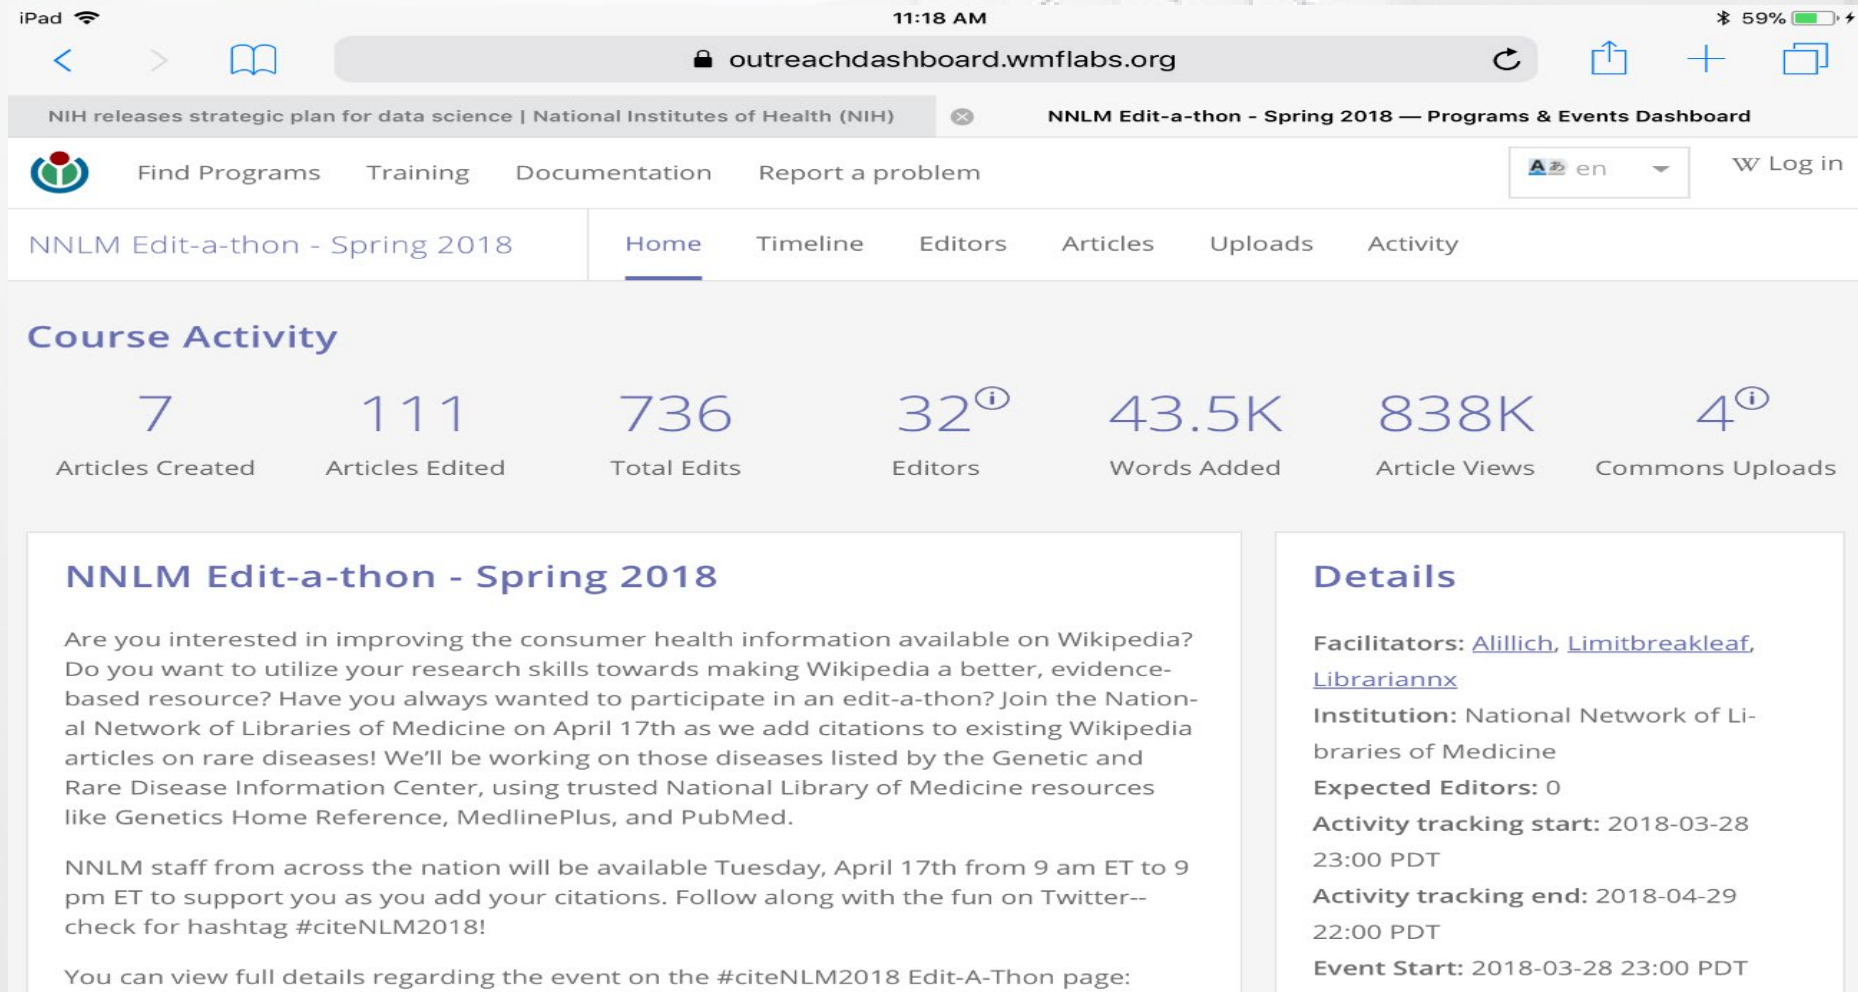 iPad 11:18 AM 59%
outreachdashboard.wmflabs.org
NIH releases strategic plan for data science | National Institutes of Health (NIH) NNLM Edit-a-thon - Spring 2018 — Programs & Events Dashboard
Find Programs Training Documentation Report a problem Aあ en W Log in
NNLM Edit-a-thon - Spring 2018 Home Timeline Editors Articles Uploads Activity
Course Activity
7 111 736 32 43.5K 838K 4
Articles Created Articles Edited Total Edits Editors Words Added Article Views Commons Uploads
NNLM Edit-a-thon - Spring 2018
Are you interested in improving the consumer health information available on Wikipedia?
Do you want to utilize your research skills towards making Wikipedia a better, evidence-
based resource? Have you always wanted to participate in an edit-a-thon? Join the Nation-
al Network of Libraries of Medicine on April 17th as we add citations to existing Wikipedia
articles on rare diseases! We'll be working on those diseases listed by the Genetic and
Rare Disease Information Center, using trusted National Library of Medicine resources
like Genetics Home Reference, MedlinePlus, and PubMed.
NNLM staff from across the nation will be available Tuesday, April 17th from 9 am ET to 9
pm ET to support you as you add your citations. Follow along with the fun on Twitter--
check for hashtag #citeNLM2018!
You can view full details regarding the event on the #citeNLM2018 Edit-A-Thon page:
Details
Facilitators: Alillich, Limitbreakleaf,
Librariannx
Institution: National Network of Li-
braries of Medicine
Expected Editors: 0
Activity tracking start: 2018-03-28
23:00 PDT
Activity tracking end: 2018-04-29
22:00 PDT
Event Start: 2018-03-28 23:00 PDT